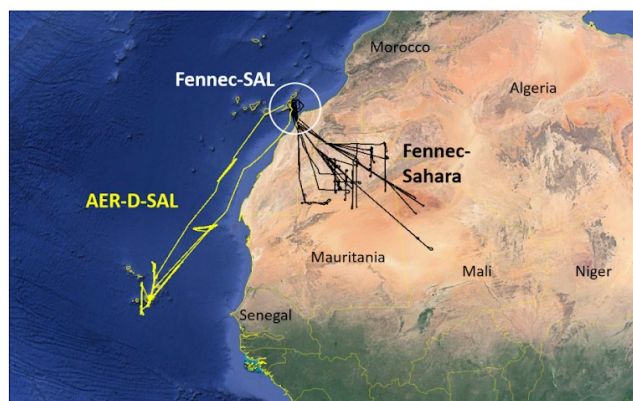 Morocco
Fennec-SAL
Algeria
Fennec-
Sahara
AER-D-SAL
Mauritania
Mali
Niger
Senegal